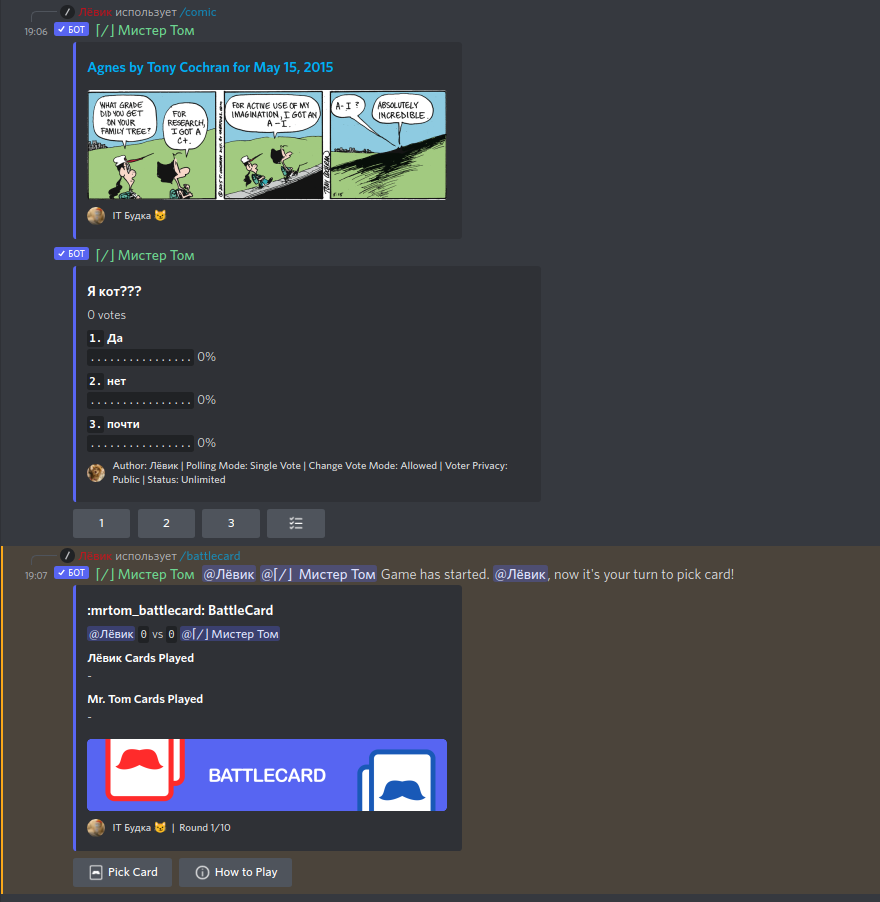 Лёвик использует /comic
19:06 ✓ БОТ [/] Мистер Том
Agnes by Tony Cochran for May 15, 2015
WHAT GRADE
DID YOU GET
ON YOUR
FAMILY TREE?
FOR
RESEARCH,
I GOT A
C+.
FOR ACTIVE USE OF MY
IMAGINATION, I GOT AN
A-I.
A-I?
ABSOLUTELY
INCREDIBLE.
TONY COCHRAN
5-15
IT Будка 😼
✓ БОТ [/] Мистер Том
Я кот???
0 votes
1. Да
................ 0%
2. нет
................ 0%
3. почти
................ 0%
Author: Лёвик | Polling Mode: Single Vote | Change Vote Mode: Allowed | Voter Privacy:
Public | Status: Unlimited
1 2 3
Лёвик использует /battlecard
19:07 ✓ БОТ [/] Мистер Том @Лёвик @[/] Мистер Том Game has started. @Лёвик, now it's your turn to pick card!
:mrtom_battlecard: BattleCard
@Лёвик 0 vs 0 @[/] Мистер Том
Лёвик Cards Played
-
Mr. Tom Cards Played
-
BATTLECARD
IT Будка 😼 | Round 1/10
Pick Card How to Play